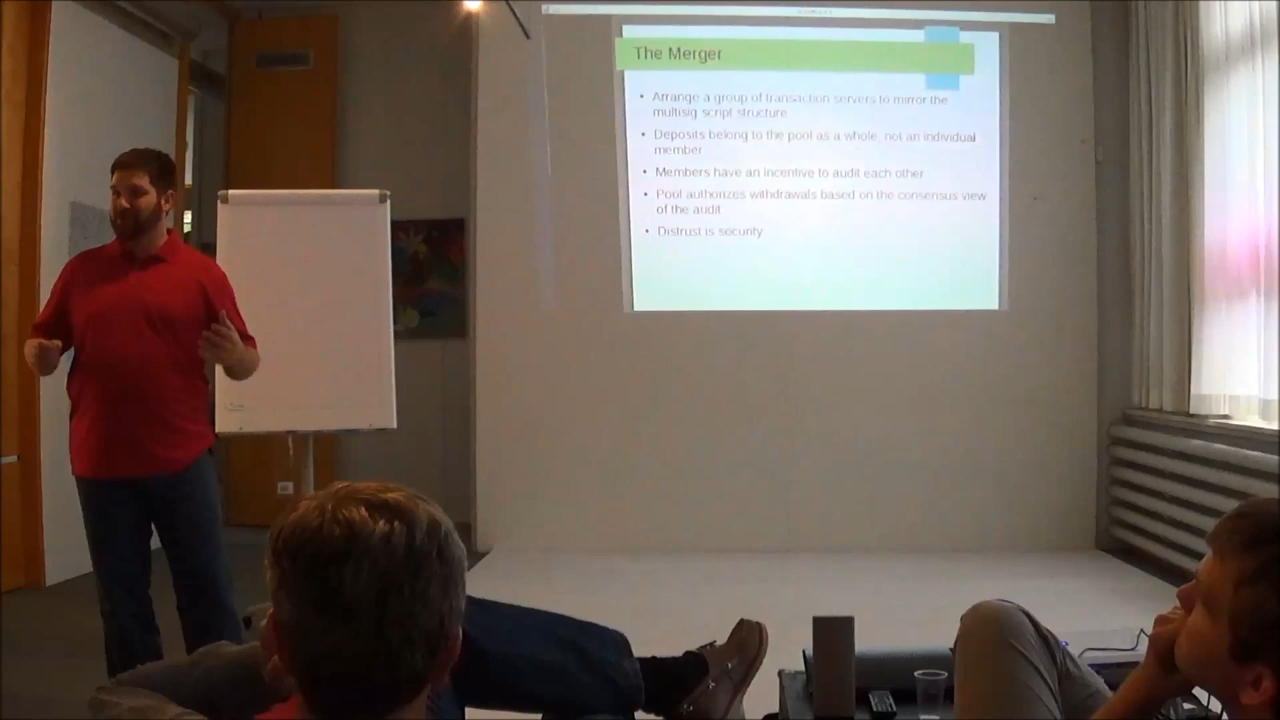 The Merger
• Arrange a group of transaction servers to mirror the
multisig script structure
• Deposits belong to the pool as a whole, not an individual
member
• Members have an incentive to audit each other
• Pool authorizes withdrawals based on the consensus view
of the audit
• Distrust is security